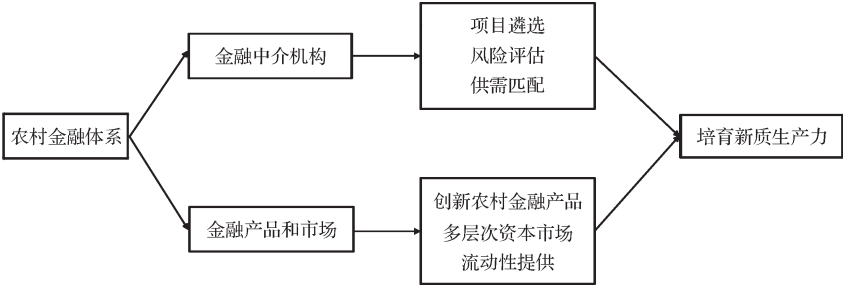 农村金融体系
金融中介机构
项目遴选
风险评估
供需匹配
金融产品和市场
创新农村金融产品
多层次资本市场
流动性提供
培育新质生产力